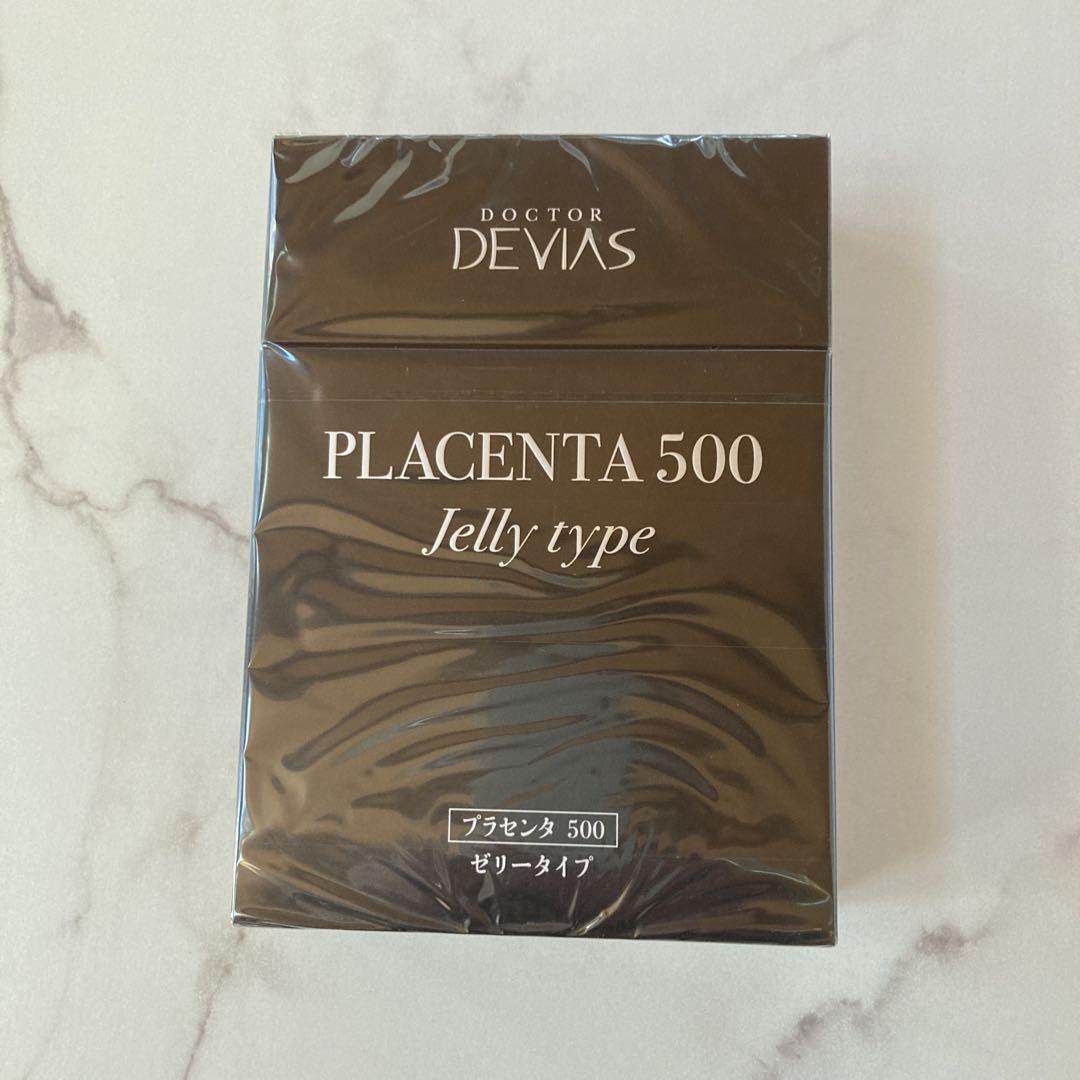 DOCTOR
DEVIAS
PLACENTA 500
Jelly type
プラセンタ 500
ゼリータイプ